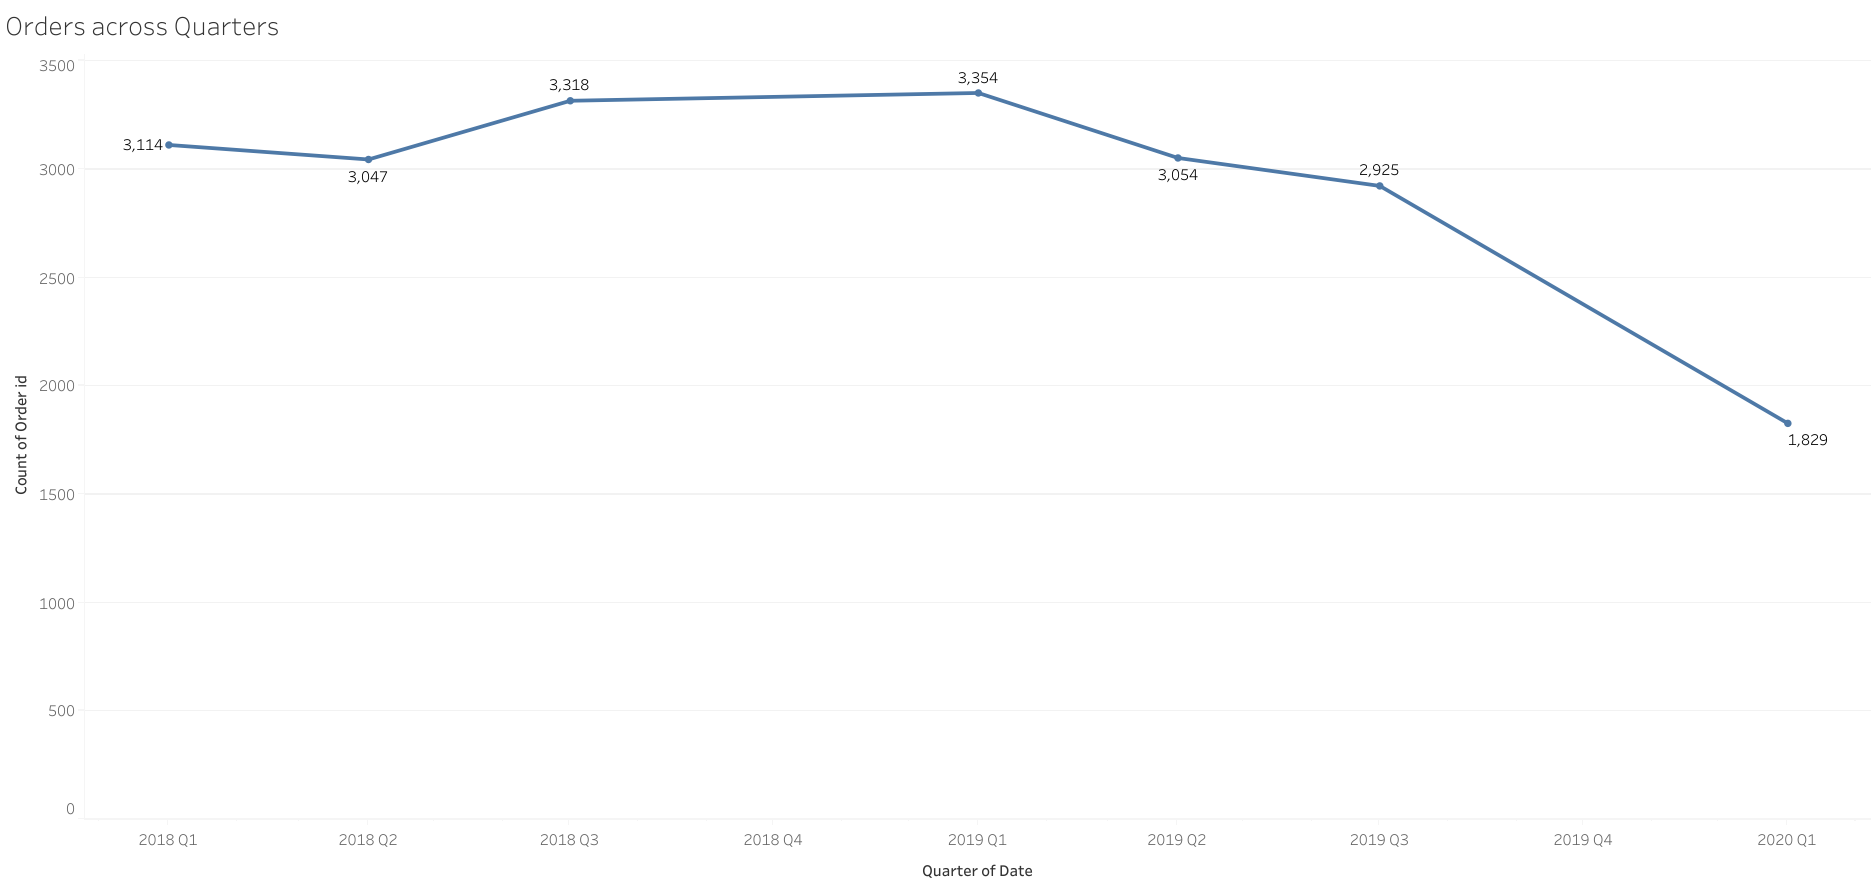 Orders across Quarters
3500
3000
2500
2000
1500
1000
500
0
Count of Order id
3,114
3,047
3,318
3,354
3,054
2,925
1,829
2018 Q1
2018 Q2
2018 Q3
2018 Q4
2019 Q1
2019 Q2
2019 Q3
2019 Q4
2020 Q1
Quarter of Date